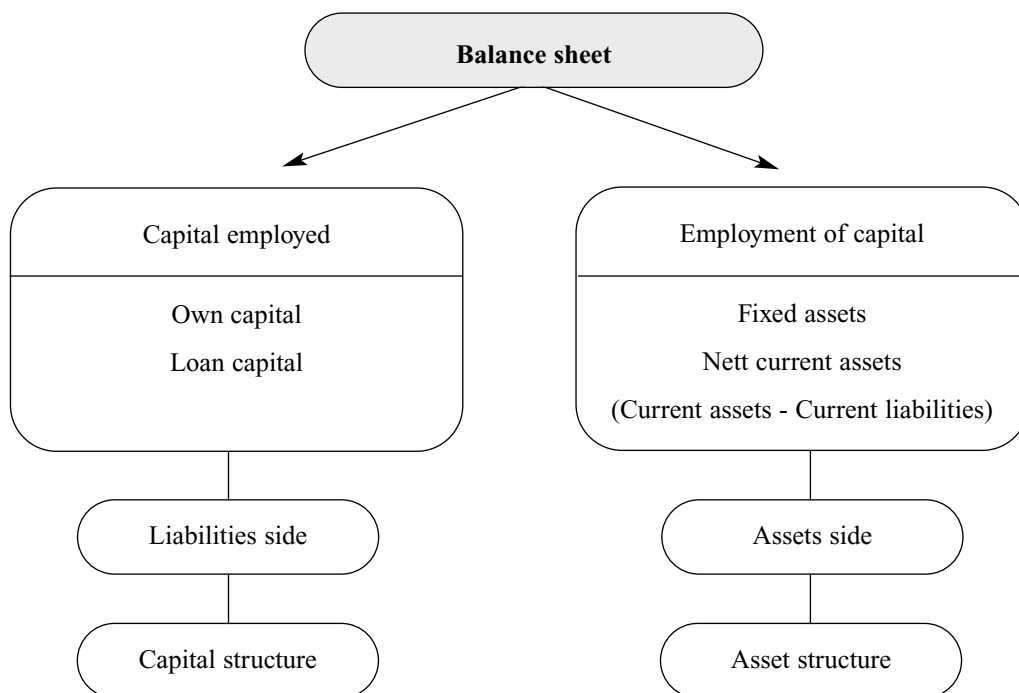 Balance sheet
Capital employed
Own capital
Loan capital
Liabilities side
Capital structure
Employment of capital
Fixed assets
Nett current assets
(Current assets - Current liabilities)
Assets side
Asset structure